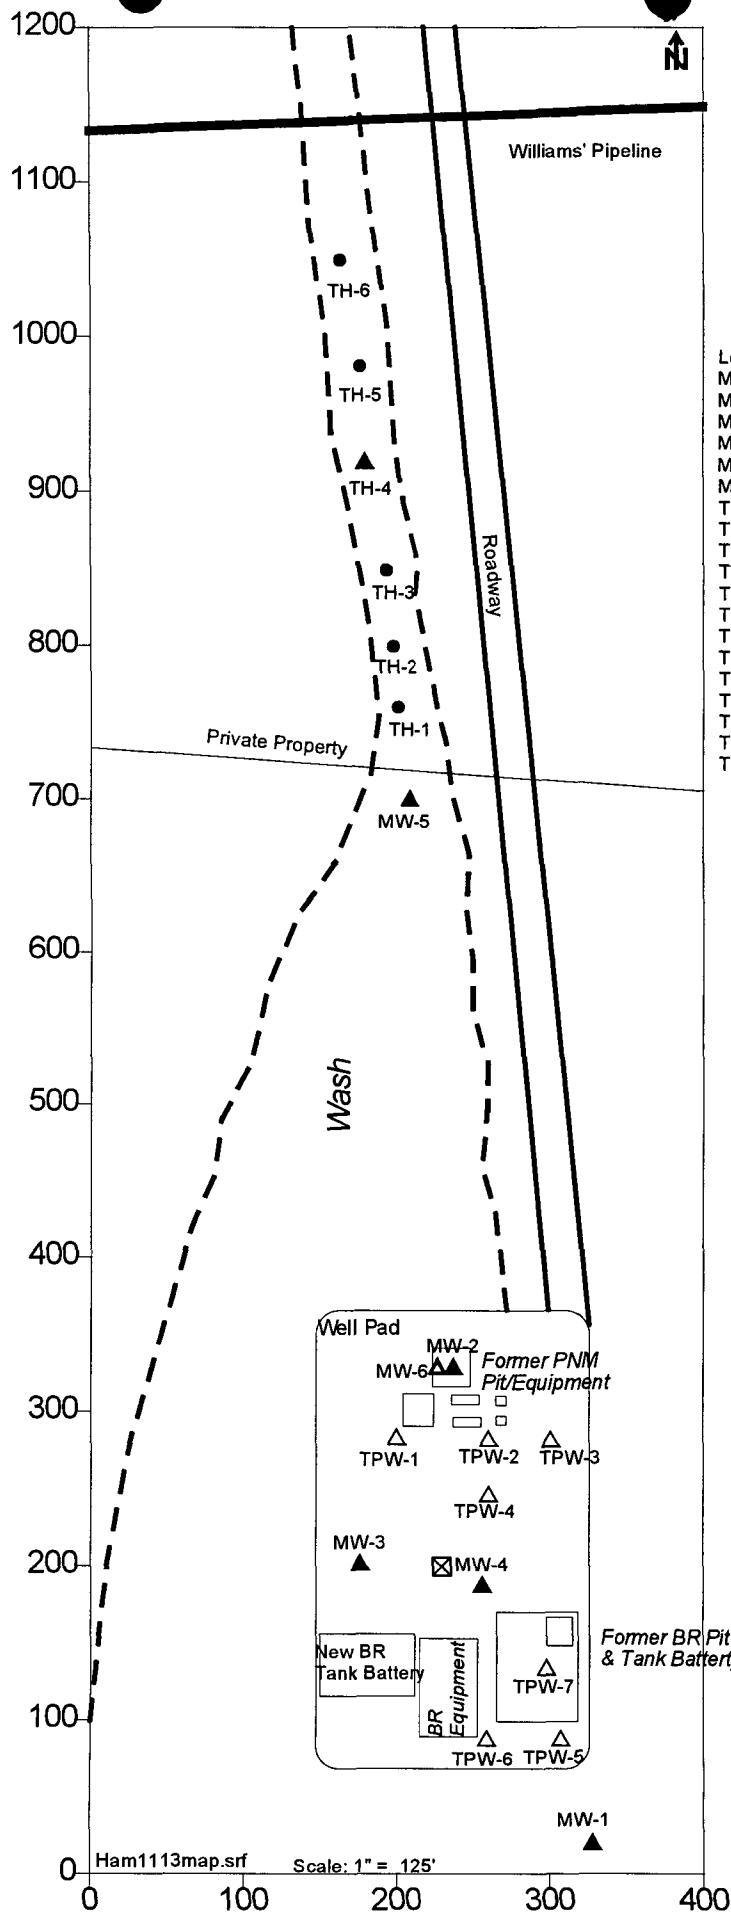 1200
N
Williams' Pipeline
1100
TH-6
1000
TH-5
TH-4
900
Roadway
TH-3
800
TH-2
TH-1
Private Property
700
MW-5
600
Wash
500
400
Well Pad
MW-2
MW-6
Former PNM
Pit/Equipment
300
TPW-1
TPW-2
TPW-3
TPW-4
MW-3
200
MW-4
New BR
Tank Battery
BR
Equipment
Former BR Pit
& Tank Battery
TPW-7
100
TPW-6
TPW-5
MW-1
Ham1113map.srf
Scale: 1" = 125'
0
0
100
200
300
400
L
M
M
M
M
M
M
T
T
T
T
T
T
T
T
T
T
T
T
T